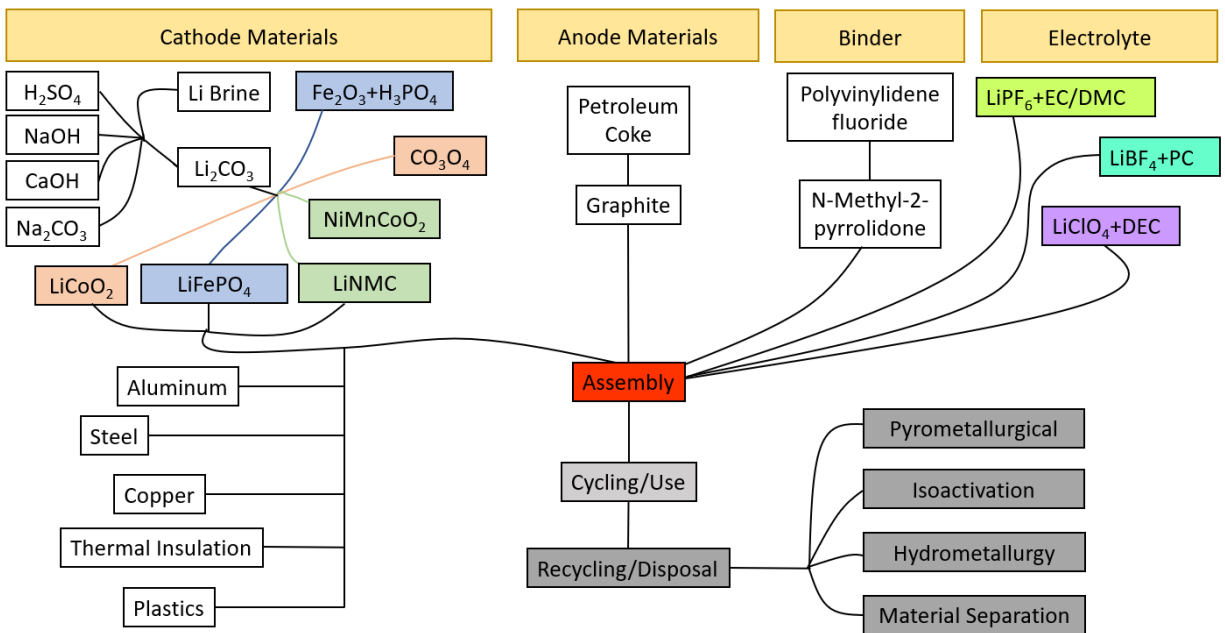 Cathode Materials
Anode Materials
Binder
Electrolyte
H₂SO₄
Li Brine
Fe₂O₃+H₃PO₄
NaOH
CO₃O₄
CaOH
Li₂CO₃
Na₂CO₃
NiMnCoO₂
LiCoO₂
LiFePO₄
LiNMC
Petroleum
Coke
Graphite
Polyvinylidene
fluoride
N-Methyl-2-
pyrrolidone
LiPF₆+EC/DMC
LiBF₄+PC
LiClO₄+DEC
Assembly
Aluminum
Steel
Copper
Thermal Insulation
Plastics
Cycling/Use
Recycling/Disposal
Pyrometallurgical
Isoactivation
Hydrometallurgy
Material Separation